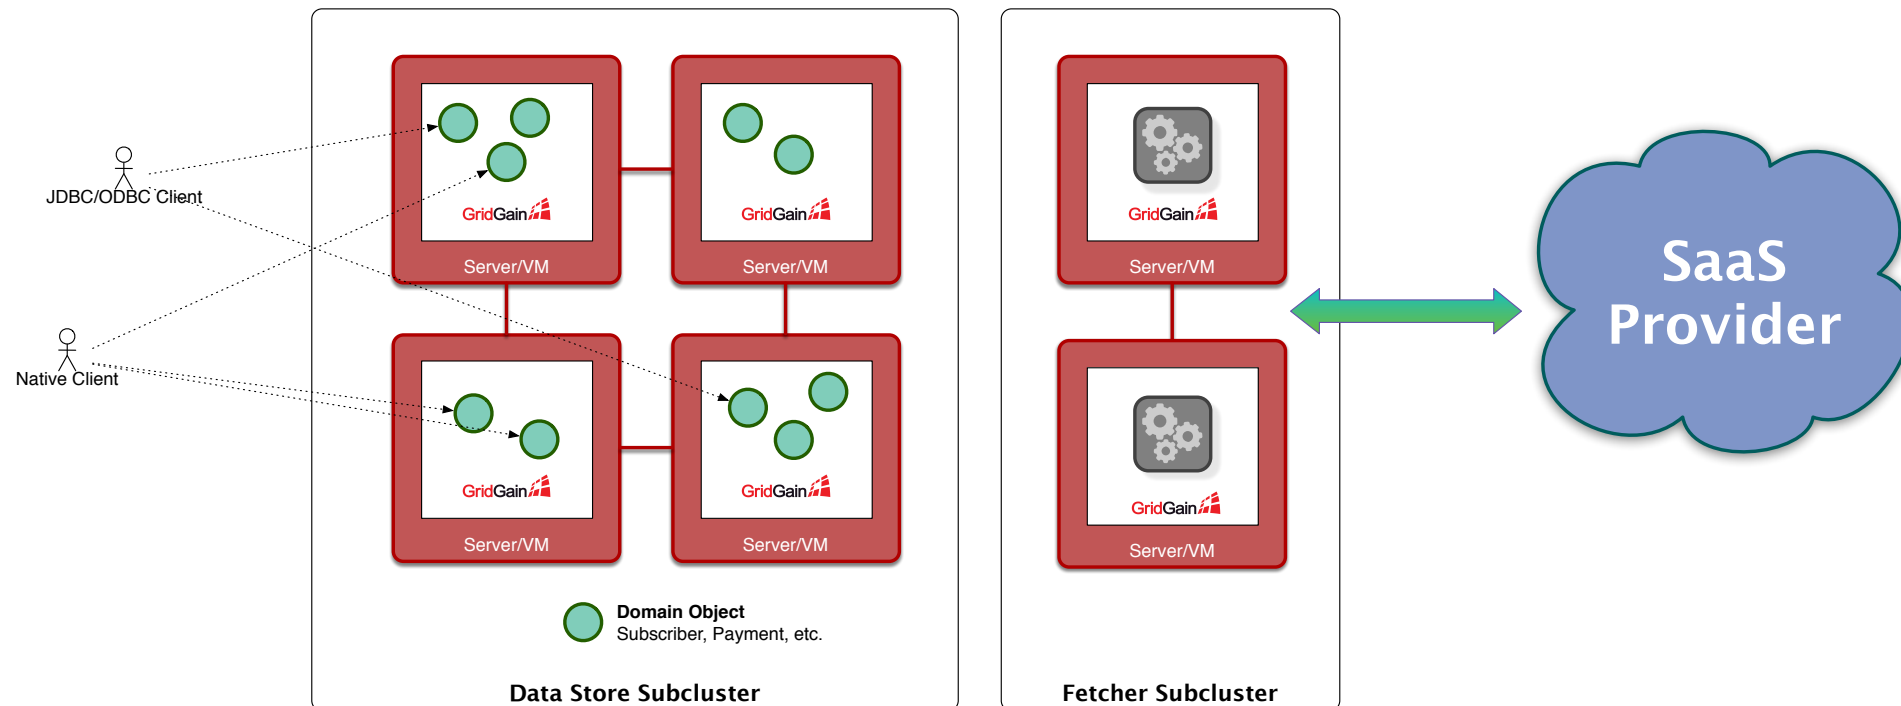 JDBC/ODBC Client
Native Client
GridGain
Server/VM
GridGain
Server/VM
GridGain
Server/VM
GridGain
Server/VM
Domain Object
Subscriber, Payment, etc.
Data Store Subcluster
GridGain
Server/VM
GridGain
Server/VM
Fetcher Subcluster
SaaS
Provider